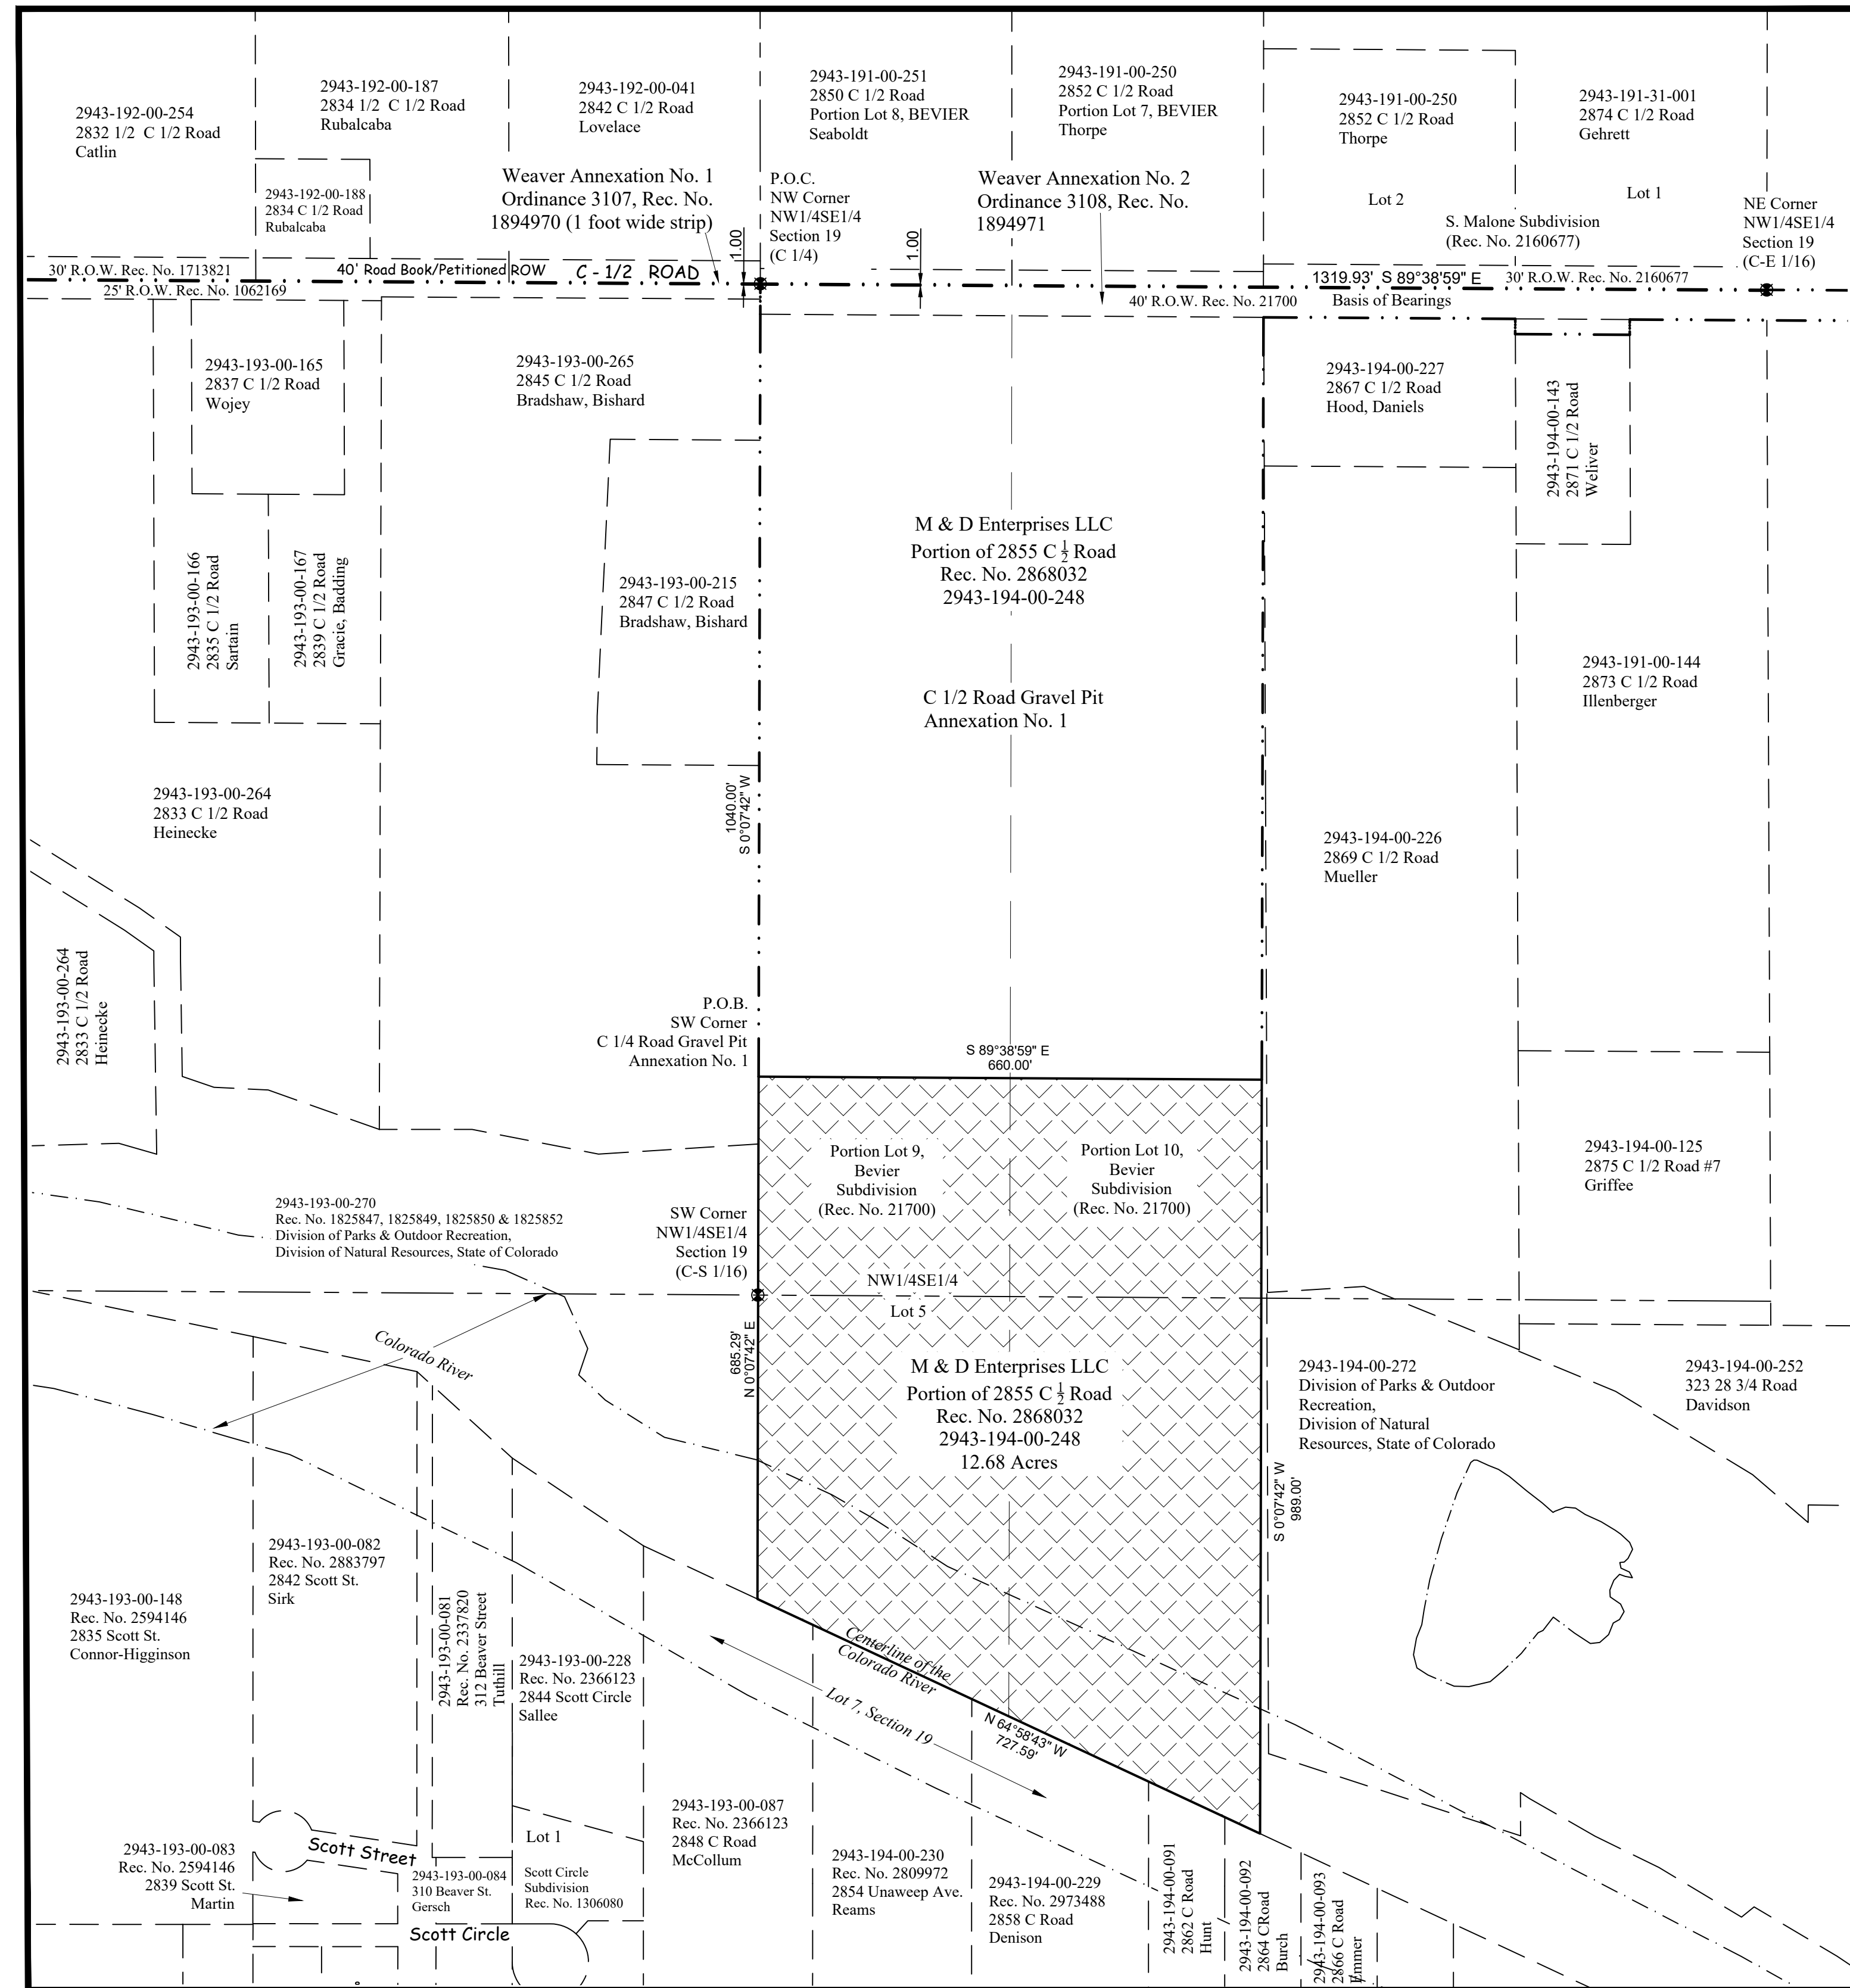 2943-192-00-254
2832 1/2  C 1/2 Road
Catlin
2943-192-00-187
2834 1/2  C 1/2 Road
Rubalcaba
2943-192-00-188
2834 C 1/2 Road
Rubalcaba
2943-192-00-041
2842 C 1/2 Road
Lovelace
2943-191-00-251
2850 C 1/2 Road
Portion Lot 8, BEVIER
Seaboldt
2943-191-00-250
2852 C 1/2 Road
Portion Lot 7, BEVIER
Thorpe
2943-191-00-250
2852 C 1/2 Road
Thorpe
2943-191-31-001
2874 C 1/2 Road
Gehrett
Lot 2
Lot 1
S. Malone Subdivision
(Rec. No. 2160677)
Weaver Annexation No. 1
Ordinance 3107, Rec. No.
1894970 (1 foot wide strip)
P.O.C.
NW Corner
NW1/4SE1/4
Section 19
(C 1/4)
Weaver Annexation No. 2
Ordinance 3108, Rec. No.
1894971
NE Corner
NW1/4SE1/4
Section 19
(C-E 1/16)
1.00
1.00
30' R.O.W. Rec. No. 1713821
40' Road Book/Petitioned ROW
C - 1/2 ROAD
25' R.O.W. Rec. No. 1062169
1319.93'  S 89°38'59" E
30' R.O.W. Rec. No. 2160677
40' R.O.W. Rec. No. 21700
Basis of Bearings
2943-193-00-165
2837 C 1/2 Road
Wojey
2943-193-00-265
2845 C 1/2 Road
Bradshaw, Bishard
2943-194-00-227
2867 C 1/2 Road
Hood, Daniels
2943-194-00-143
2871 C 1/2 Road
Weliver
2943-193-00-166
2835 C 1/2 Road
Sartain
2943-193-00-167
2839 C 1/2 Road
Gracie, Badding
2943-193-00-215
2847 C 1/2 Road
Bradshaw, Bishard
M & D Enterprises LLC
Portion of 2855 C 1/2 Road
Rec. No. 2868032
2943-194-00-248
C 1/2 Road Gravel Pit
Annexation No. 1
2943-191-00-144
2873 C 1/2 Road
Illenberger
2943-193-00-264
2833 C 1/2 Road
Heinecke
1040.00'
S 0°07'42" W
2943-194-00-226
2869 C 1/2 Road
Mueller
2943-193-00-264
2833 C 1/2 Road
Heinecke
P.O.B.
SW Corner
C 1/4 Road Gravel Pit
Annexation No. 1
S 89°38'59" E
660.00'
Portion Lot 9,
Bevier
Subdivision
(Rec. No. 21700)
Portion Lot 10,
Bevier
Subdivision
(Rec. No. 21700)
2943-194-00-125
2875 C 1/2 Road #7
Griffee
2943-193-00-270
Rec. No. 1825847, 1825849, 1825850 & 1825852
Division of Parks & Outdoor Recreation,
Division of Natural Resources, State of Colorado
SW Corner
NW1/4SE1/4
Section 19
(C-S 1/16)
NW1/4SE1/4
Lot 5
Colorado River
685.29'
N 0°07'42" E
M & D Enterprises LLC
Portion of 2855 C 1/2 Road
Rec. No. 2868032
2943-194-00-248
12.68 Acres
2943-194-00-272
Division of Parks & Outdoor
Recreation,
Division of Natural
Resources, State of Colorado
2943-194-00-252
323 28 3/4 Road
Davidson
S 0°07'42" W
989.00'
2943-193-00-148
Rec. No. 2594146
2835 Scott St.
Connor-Higginson
2943-193-00-082
Rec. No. 2883797
2842 Scott St.
Sirk
2943-193-00-081
Rec. No. 2337820
312 Beaver Street
Tuthill
2943-193-00-228
Rec. No. 2366123
2844 Scott Circle
Sallee
Centerline of the
Colorado River
Lot 7, Section 19
N 64°58'43" W
727.59'
2943-193-00-083
Rec. No. 2594146
2839 Scott St.
Martin
Scott Street
2943-193-00-084
310 Beaver St.
Gersch
Lot 1
Scott Circle
Subdivision
Rec. No. 1306080
Scott Circle
2943-193-00-087
Rec. No. 2366123
2848 C Road
McCollum
2943-194-00-230
Rec. No. 2809972
2854 Unaweep Ave.
Reams
2943-194-00-229
Rec. No. 2973488
2858 C Road
Denison
2943-194-00-091
2862 C Road
Hunt
2943-194-00-092
2864 CRoad
Burch
2943-194-00-093
2866 C Road
Emmer